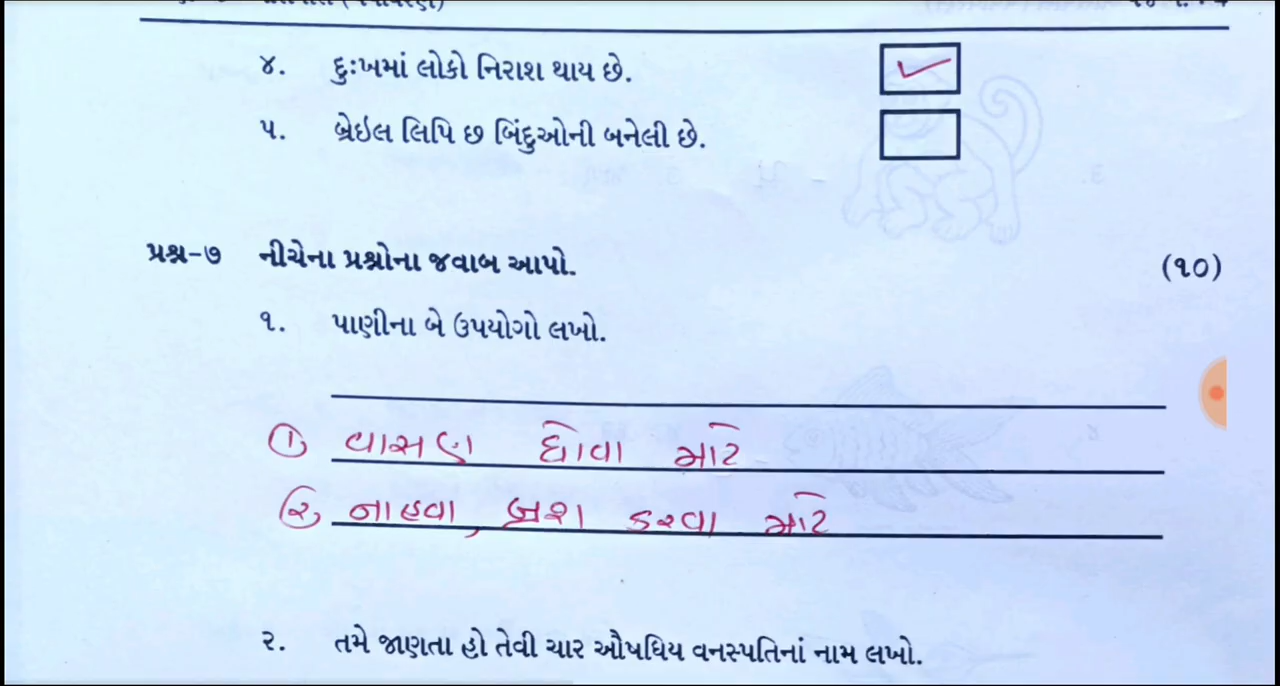 ૪. દુઃખમાં લોકો નિરાશ થાય છે.
૫. બ્રેઇલ લિપિ છ બિંદુઓની બનેલી છે.
પ્રશ્ન-૭ નીચેના પ્રશ્નોના જવાબ આપો. (૧૦)
૧. પાણીના બે ઉપયોગો લખો.
① વાસણ ધોવા માટે
② નાહવા, બ્રશ કરવા માટે
૨. તમે જાણતા હો તેવી ચાર ઔષધિય વનસ્પતિનાં નામ લખો.